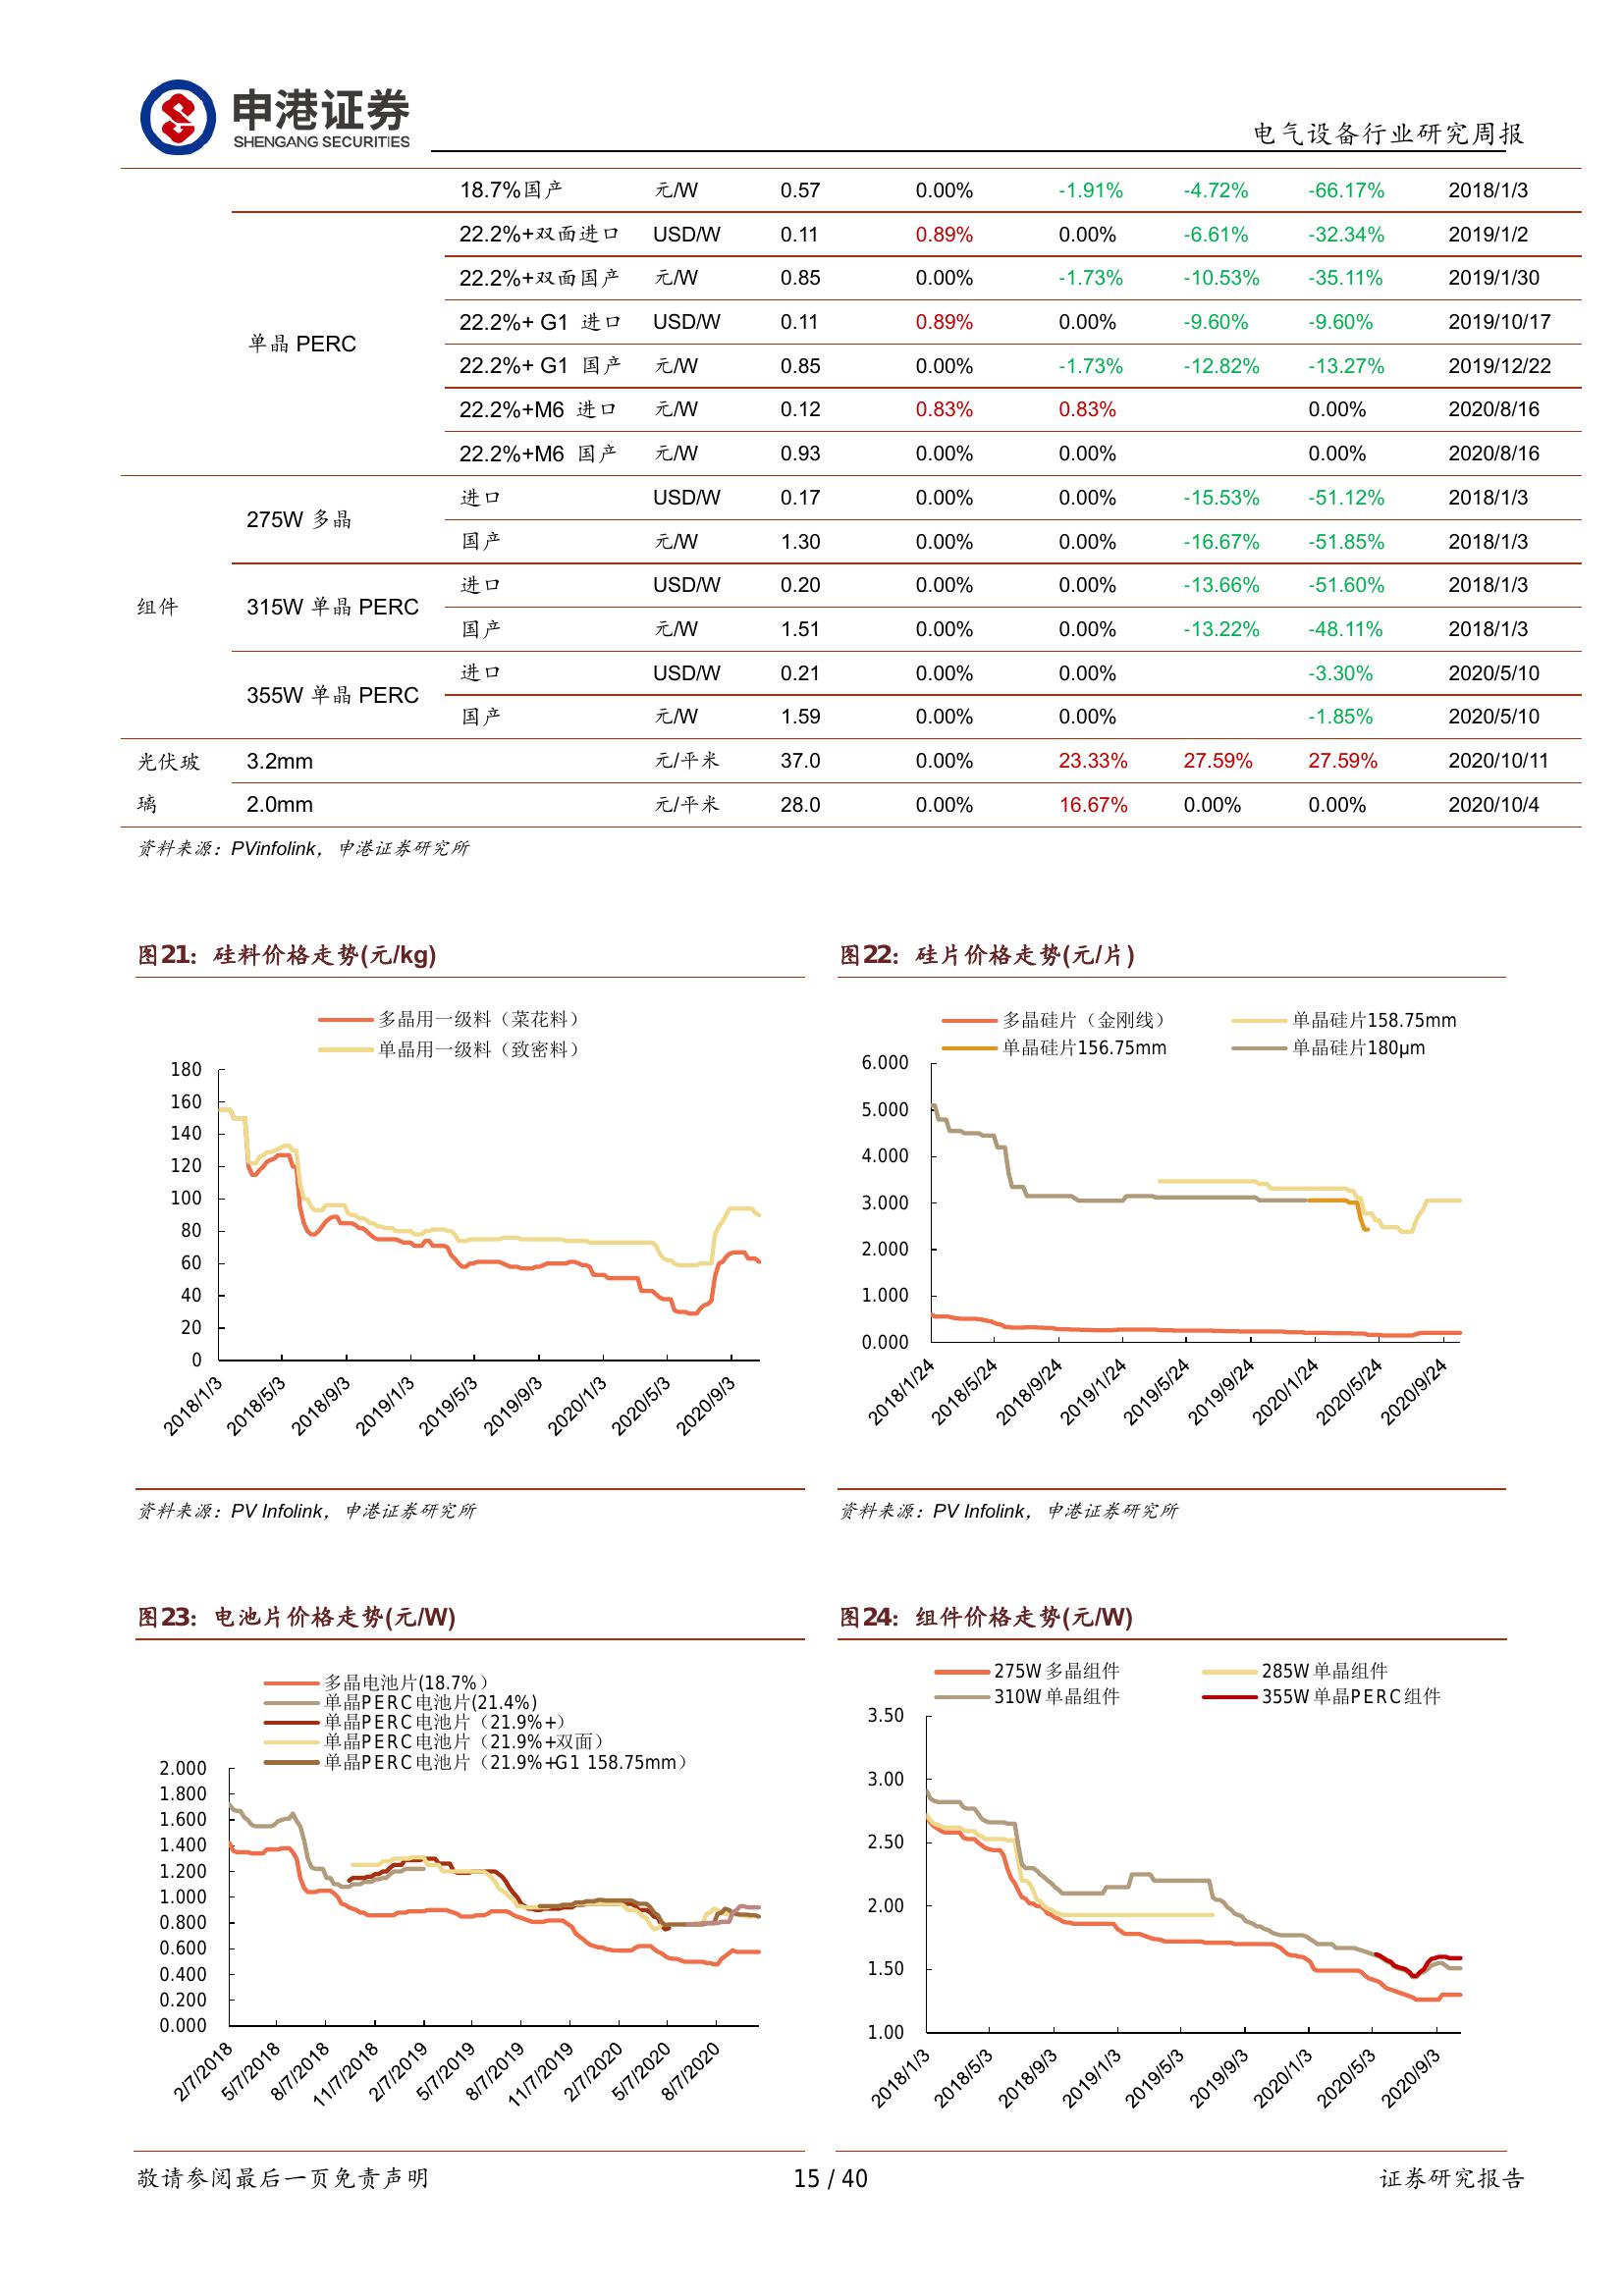 申港证券
SHENGANG SECURITIES
电气设备行业研究周报
18.7%国产 元/W 0.57 0.00% -1.91% -4.72% -66.17% 2018/1/3
单晶 PERC
22.2%+双面进口 USD/W 0.11 0.89% 0.00% -6.61% -32.34% 2019/1/2
22.2%+双面国产 元/W 0.85 0.00% -1.73% -10.53% -35.11% 2019/1/30
22.2%+ G1 进口 USD/W 0.11 0.89% 0.00% -9.60% -9.60% 2019/10/17
22.2%+ G1 国产 元/W 0.85 0.00% -1.73% -12.82% -13.27% 2019/12/22
22.2%+M6 进口 元/W 0.12 0.83% 0.83% 0.00% 2020/8/16
22.2%+M6 国产 元/W 0.93 0.00% 0.00% 0.00% 2020/8/16
组件
275W 多晶
进口 USD/W 0.17 0.00% 0.00% -15.53% -51.12% 2018/1/3
国产 元/W 1.30 0.00% 0.00% -16.67% -51.85% 2018/1/3
315W 单晶 PERC
进口 USD/W 0.20 0.00% 0.00% -13.66% -51.60% 2018/1/3
国产 元/W 1.51 0.00% 0.00% -13.22% -48.11% 2018/1/3
355W 单晶 PERC
进口 USD/W 0.21 0.00% 0.00% -3.30% 2020/5/10
国产 元/W 1.59 0.00% 0.00% -1.85% 2020/5/10
光伏玻
璃
3.2mm 元/平米 37.0 0.00% 23.33% 27.59% 27.59% 2020/10/11
2.0mm 元/平米 28.0 0.00% 16.67% 0.00% 0.00% 2020/10/4
资料来源：PVinfolink，申港证券研究所
图21：硅料价格走势(元/kg)
多晶用一级料（菜花料）
单晶用一级料（致密料）
180
160
140
120
100
80
60
40
20
0
2018/1/3
2018/5/3
2018/9/3
2019/1/3
2019/5/3
2019/9/3
2020/1/3
2020/5/3
2020/9/3
资料来源：PV Infolink，申港证券研究所
图22：硅片价格走势(元/片)
多晶硅片（金刚线）
单晶硅片158.75mm
单晶硅片156.75mm
单晶硅片180μm
6.000
5.000
4.000
3.000
2.000
1.000
0.000
2018/1/24
2018/5/24
2018/9/24
2019/1/24
2019/5/24
2019/9/24
2020/1/24
2020/5/24
2020/9/24
资料来源：PV Infolink，申港证券研究所
图23：电池片价格走势(元/W)
多晶电池片(18.7%）
单晶PERC电池片(21.4%)
单晶PERC电池片（21.9%+）
单晶PERC电池片（21.9%+双面）
单晶PERC电池片（21.9%+G1 158.75mm）
2.000
1.800
1.600
1.400
1.200
1.000
0.800
0.600
0.400
0.200
0.000
2/7/2018
5/7/2018
8/7/2018
11/7/2018
2/7/2019
5/7/2019
8/7/2019
11/7/2019
2/7/2020
5/7/2020
8/7/2020
图24：组件价格走势(元/W)
275W多晶组件
285W单晶组件
310W单晶组件
355W单晶PERC组件
3.50
3.00
2.50
2.00
1.50
1.00
2018/1/3
2018/5/3
2018/9/3
2019/1/3
2019/5/3
2019/9/3
2020/1/3
2020/5/3
2020/9/3
敬请参阅最后一页免责声明
15 / 40
证券研究报告